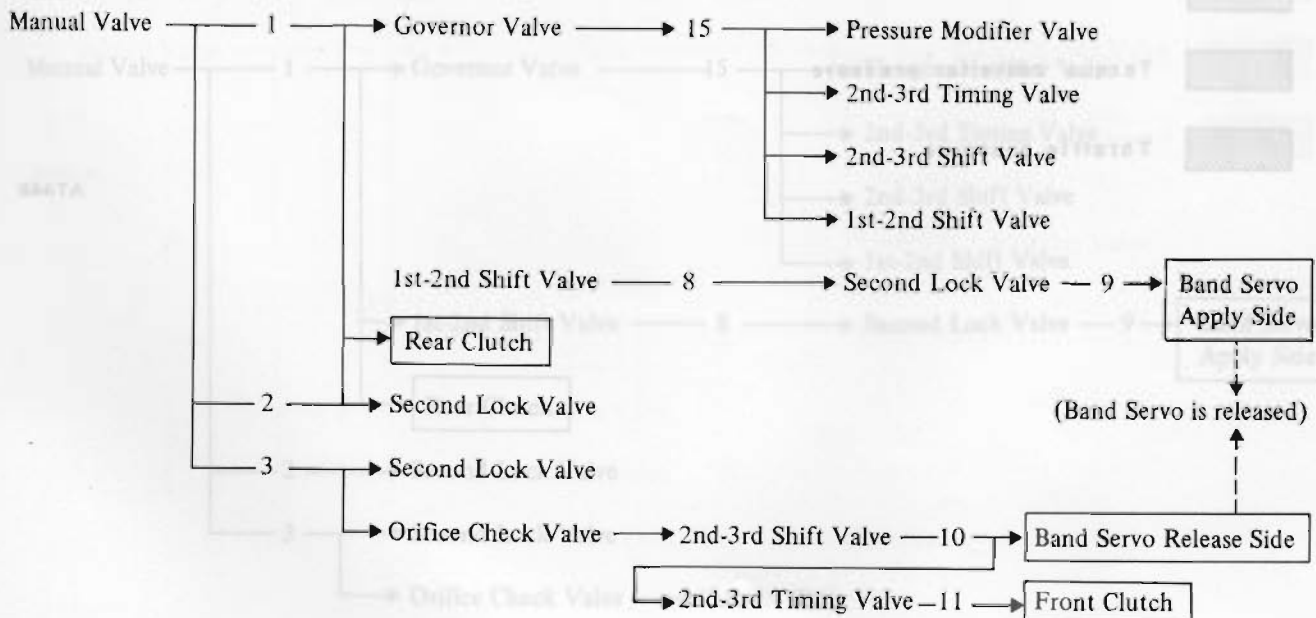 Manual Valve 1 Governor Valve 15 Pressure Modifier Valve
2nd-3rd Timing Valve
2nd-3rd Shift Valve
1st-2nd Shift Valve
1st-2nd Shift Valve 8 Second Lock Valve 9 Band Servo
Apply Side
Rear Clutch
2 Second Lock Valve
(Band Servo is released)
3 Second Lock Valve
Orifice Check Valve 2nd-3rd Shift Valve 10 Band Servo Release Side
2nd-3rd Timing Valve 11 Front Clutch